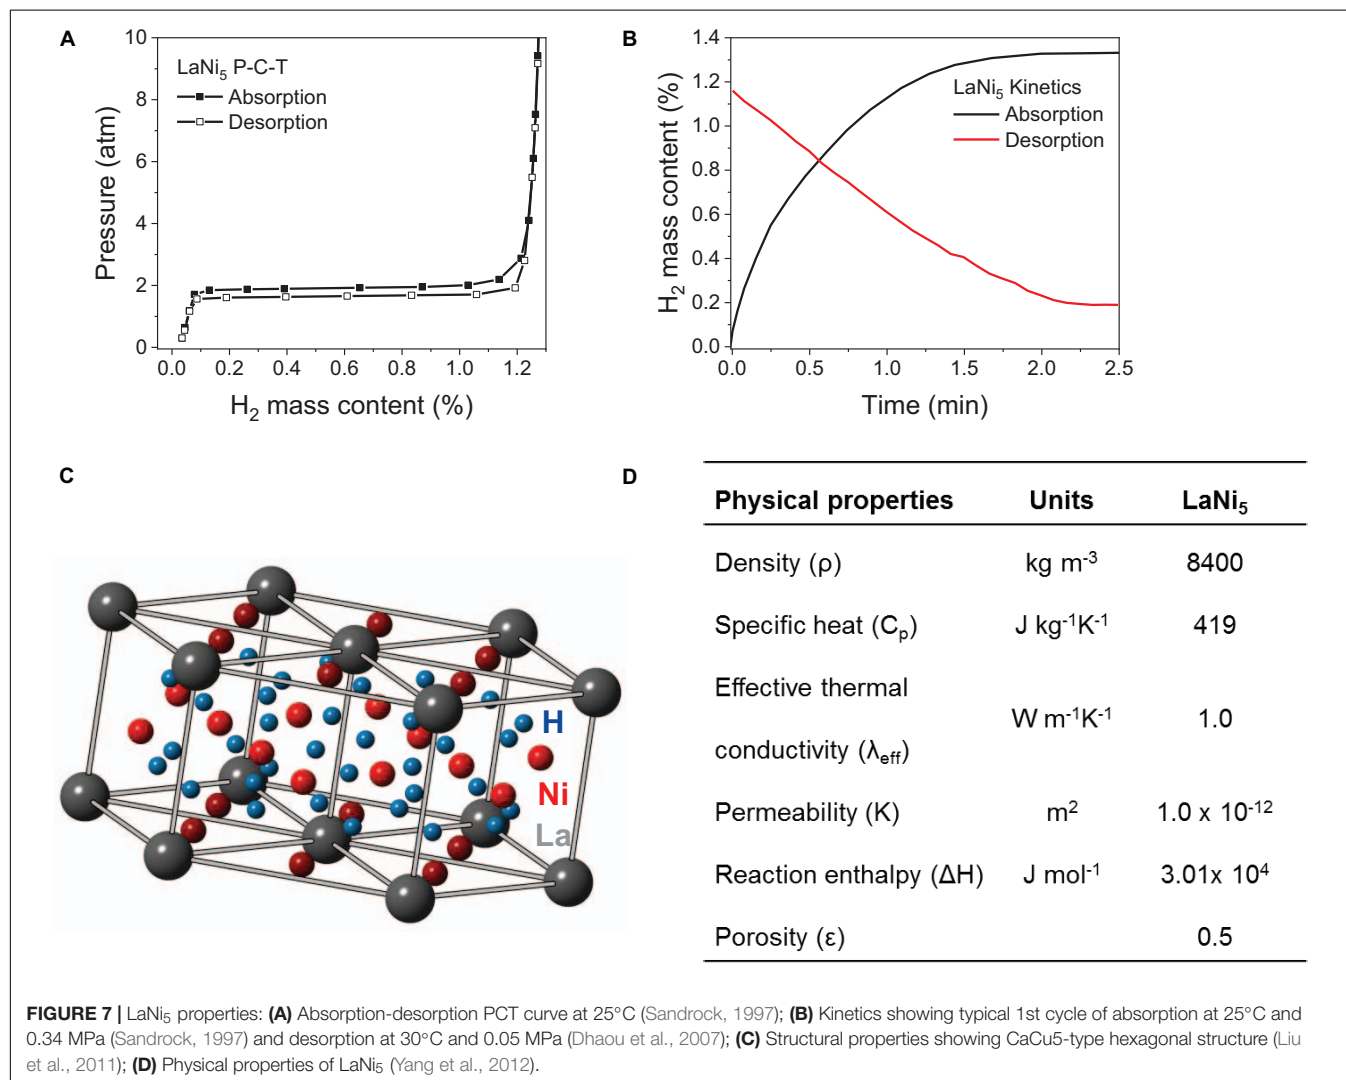 A
LaNi5 P-C-T
Absorption
Desorption
Pressure (atm)
10
8
6
4
2
0
0.0 0.2 0.4 0.6 0.8 1.0 1.2
H2 mass content (%)
B
LaNi5 Kinetics
Absorption
Desorption
H2 mass content (%)
1.4
1.2
1.0
0.8
0.6
0.4
0.2
0.0
0.0 0.5 1.0 1.5 2.0 2.5
Time (min)
C
H
Ni
La
D
Physical properties Units LaNi5
Density (ρ) kg m-3 8400
Specific heat (Cp) J kg-1K-1 419
Effective thermal
conductivity (λeff) W m-1K-1 1.0
Permeability (K) m2 1.0 x 10-12
Reaction enthalpy (ΔH) J mol-1 3.01x 104
Porosity (ε) 0.5
FIGURE 7 | LaNi5 properties: (A) Absorption-desorption PCT curve at 25°C (Sandrock, 1997); (B) Kinetics showing typical 1st cycle of absorption at 25°C and
0.34 MPa (Sandrock, 1997) and desorption at 30°C and 0.05 MPa (Dhaou et al., 2007); (C) Structural properties showing CaCu5-type hexagonal structure (Liu
et al., 2011); (D) Physical properties of LaNi5 (Yang et al., 2012).